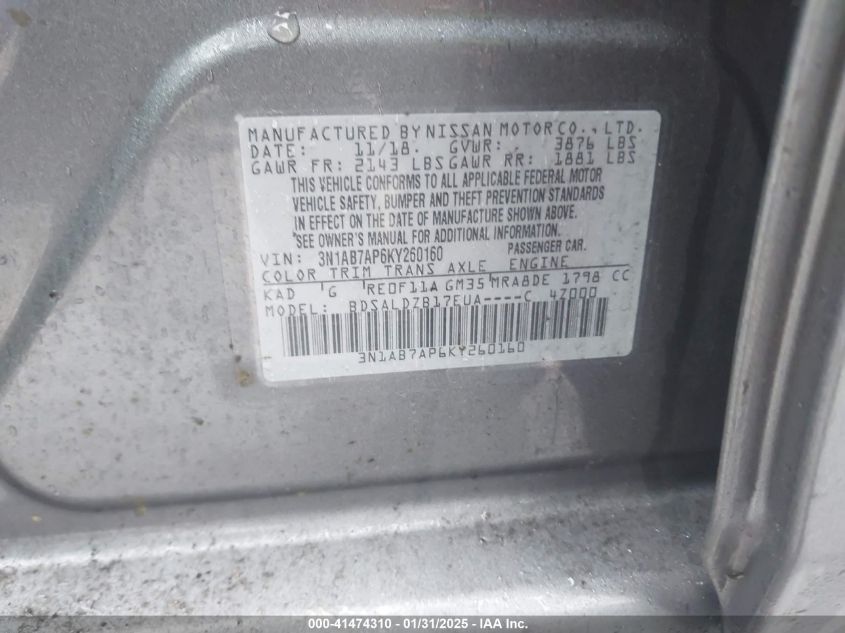 MANUFACTURED BY NISSAN MOTOR CO., LTD.
DATE: 11/18. GVWR: 3876 LBS
GAWR FR: 2143 LBS GAWR RR: 1881 LBS
THIS VEHICLE CONFORMS TO ALL APPLICABLE FEDERAL MOTOR
VEHICLE SAFETY, BUMPER AND THEFT PREVENTION STANDARDS
IN EFFECT ON THE DATE OF MANUFACTURE SHOWN ABOVE.
*SEE OWNER'S MANUAL FOR ADDITIONAL INFORMATION.
VIN: 3N1AB7AP6KY260160 PASSENGER CAR.
COLOR TRIM TRANS AXLE ENGINE
KAD G RE0F11A GM35 MRA8DE 1798 CC
MODEL: BDSALDZB17EUA----C 4Z000
3N1AB7AP6KY260160
000-41474310 - 01/31/2025 - IAA Inc.